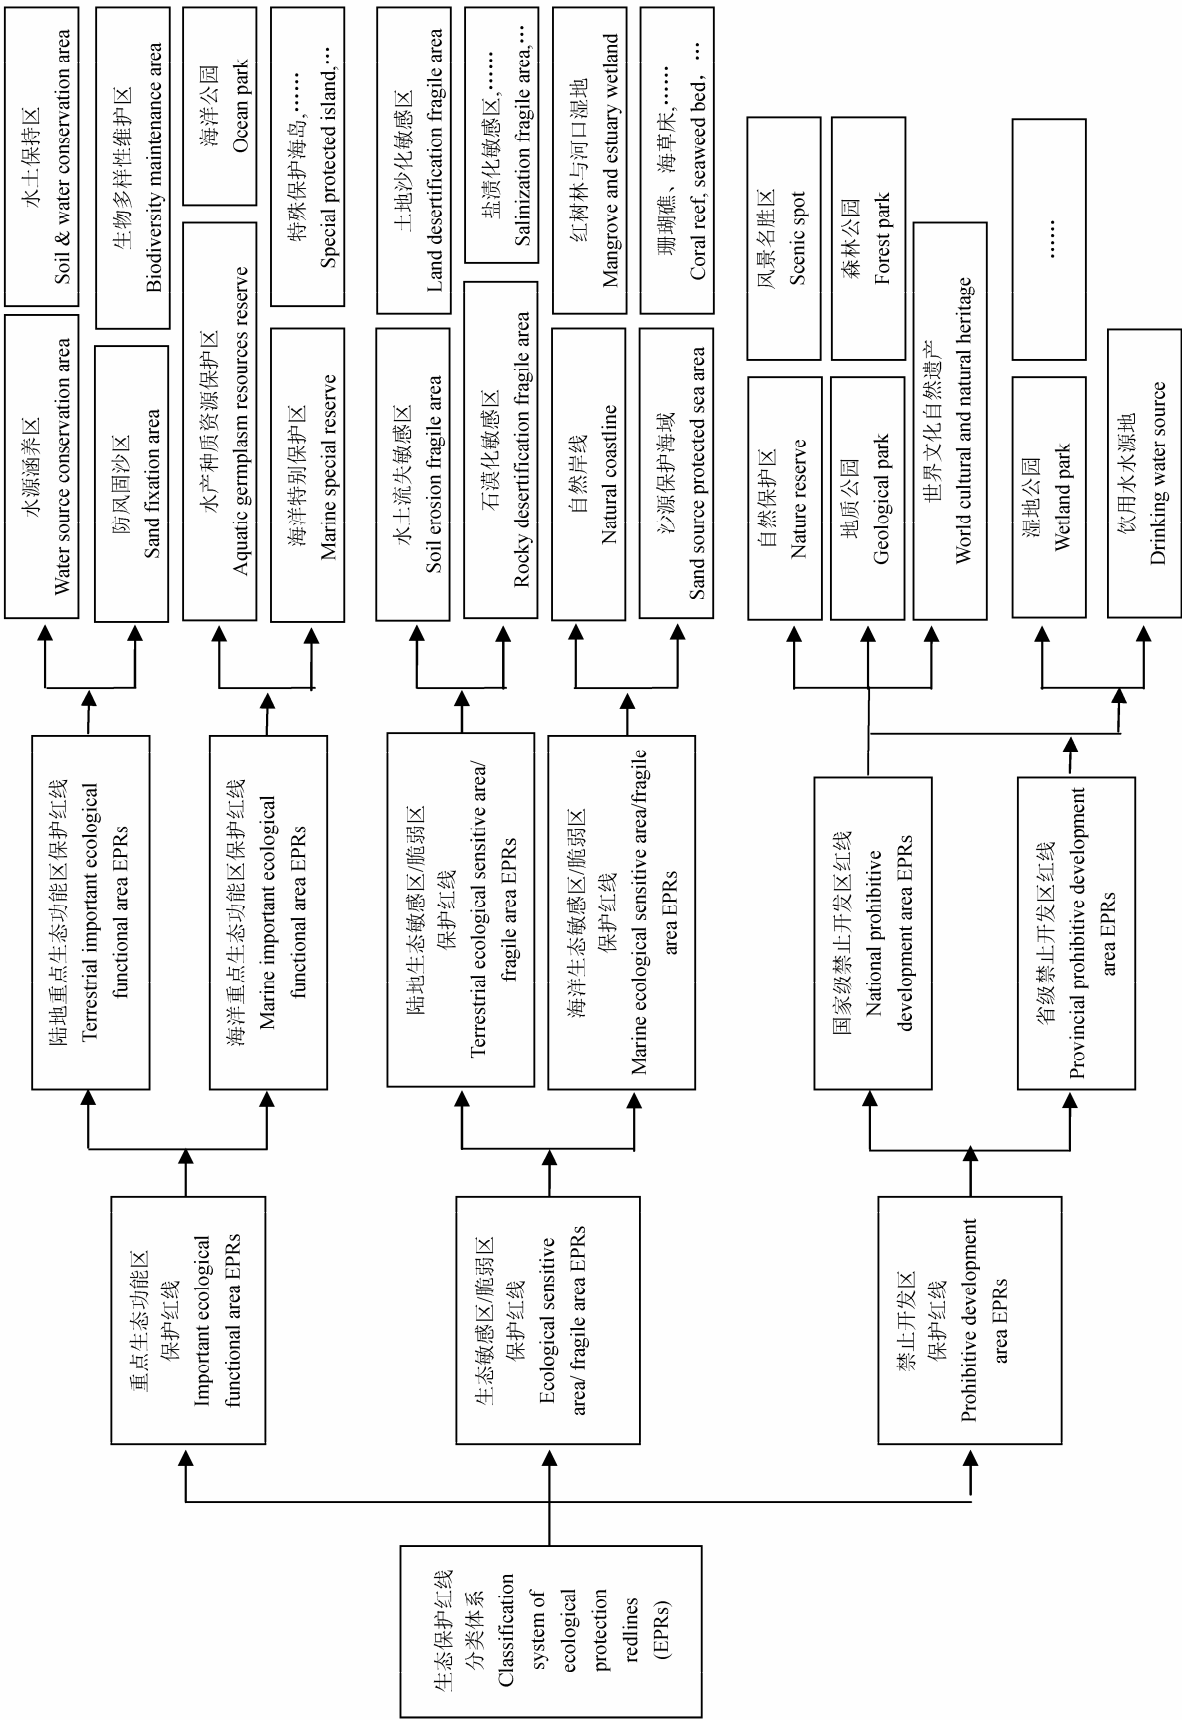 生态保护红线
分类体系
Classification
system of
ecological
protection
redlines
(EPRs)
重点生态功能区
保护红线
Important ecological
functional area EPRs
生态敏感区/脆弱区
保护红线
Ecological sensitive
area/ fragile area EPRs
禁止开发区
保护红线
Prohibitive development
area EPRs
陆地重点生态功能区保护红线
Terrestrial important ecological
functional area EPRs
海洋重点生态功能区保护红线
Marine important ecological
functional area EPRs
陆地生态敏感区/脆弱区
保护红线
Terrestrial ecological sensitive area/
fragile area EPRs
海洋生态敏感区/脆弱区
保护红线
Marine ecological sensitive area/fragile
area EPRs
国家级禁止开发区红线
National prohibitive
development area EPRs
省级禁止开发区红线
Provincial prohibitive development
area EPRs
水源涵养区
Water source conservation area
水土保持区
Soil & water conservation area
防风固沙区
Sand fixation area
生物多样性维护区
Biodiversity maintenance area
水产种质资源保护区
Aquatic germplasm resources reserve
海洋公园
Ocean park
海洋特别保护区
Marine special reserve
特殊保护海岛,……
Special protected island,…
水土流失敏感区
Soil erosion fragile area
土地沙化敏感区
Land desertification fragile area
石漠化敏感区
Rocky desertification fragile area
盐渍化敏感区,……
Salinization fragile area,…
自然岸线
Natural coastline
红树林与河口湿地
Mangrove and estuary wetland
沙源保护海域
Sand source protected sea area
珊瑚礁、海草床,……
Coral reef, seaweed bed, …
自然保护区
Nature reserve
风景名胜区
Scenic spot
地质公园
Geological park
森林公园
Forest park
世界文化自然遗产
World cultural and natural heritage
湿地公园
Wetland park
……
饮用水水源地
Drinking water source